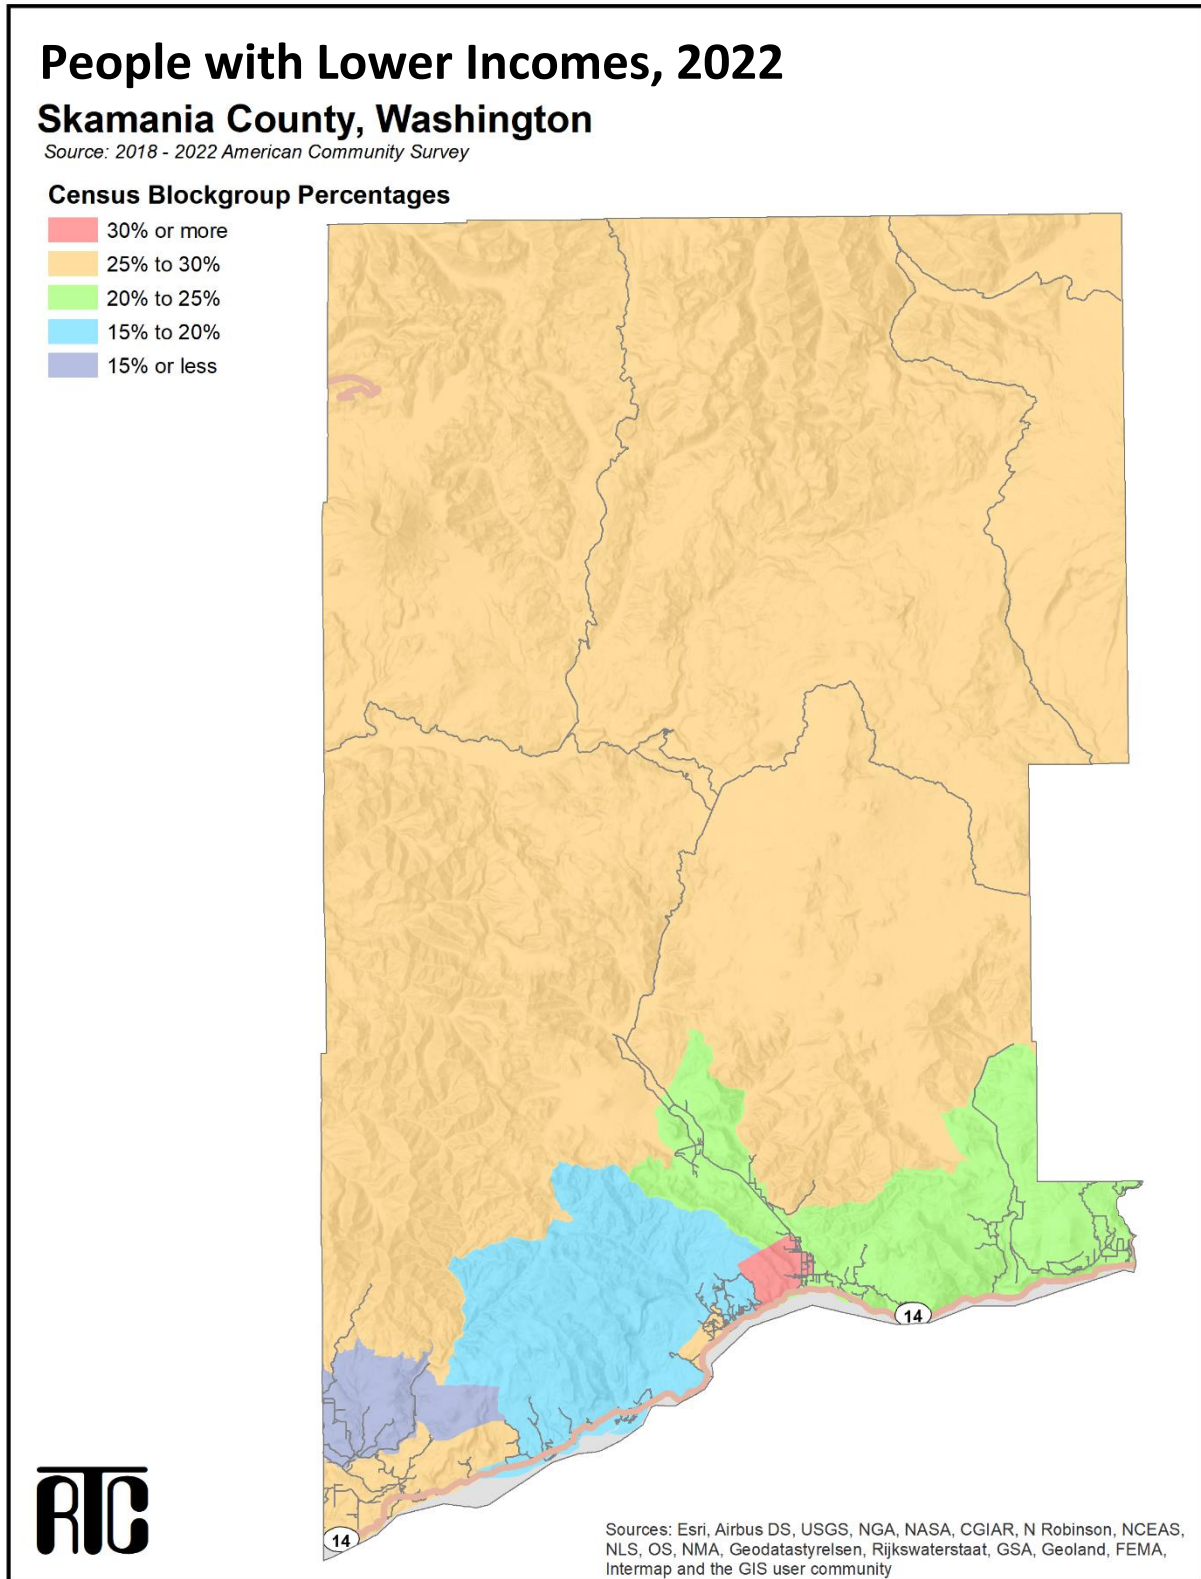 People with Lower Incomes, 2022
Skamania County, Washington
Source: 2018 - 2022 American Community Survey
Census Blockgroup Percentages
30% or more
25% to 30%
20% to 25%
15% to 20%
15% or less
14
14
RTC
Sources: Esri, Airbus DS, USGS, NGA, NASA, CGIAR, N Robinson, NCEAS,
NLS, OS, NMA, Geodatastyrelsen, Rijkswaterstaat, GSA, Geoland, FEMA,
Intermap and the GIS user community